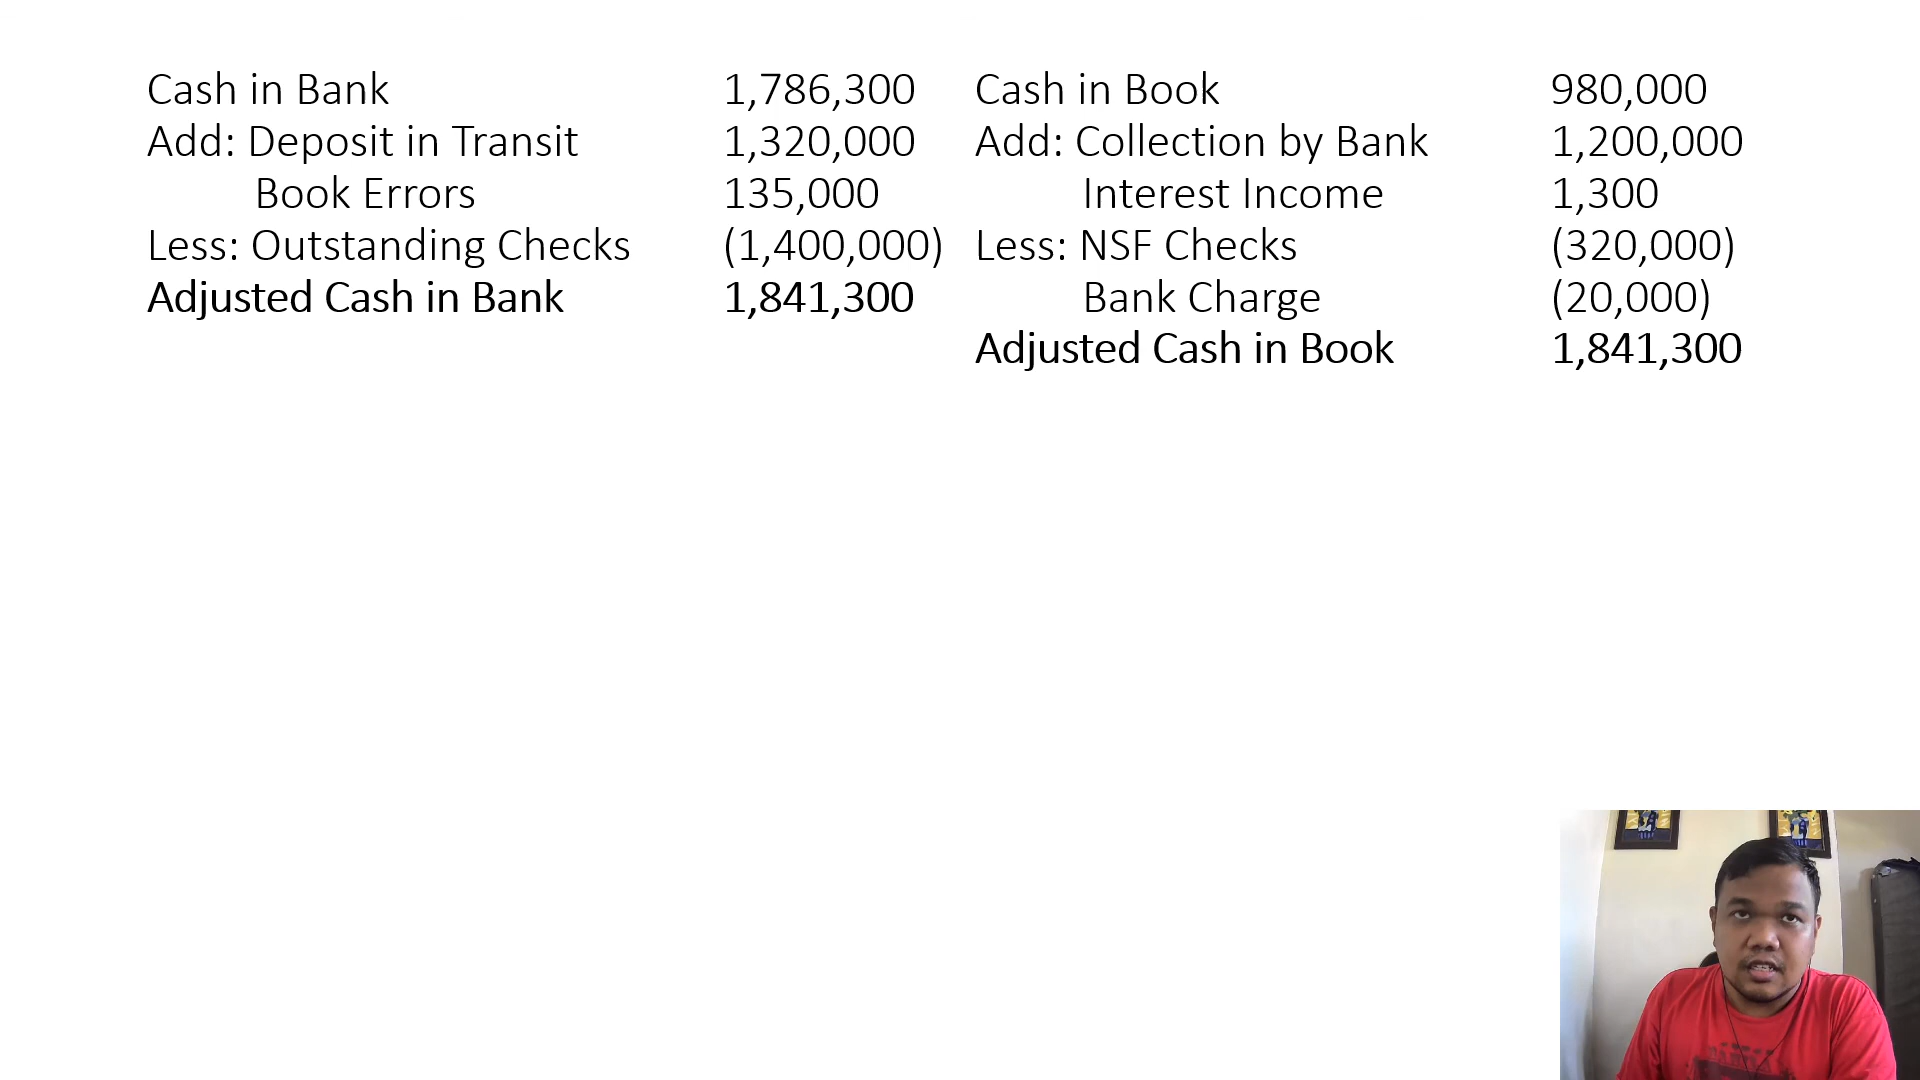 Cash in Bank 1,786,300
Add: Deposit in Transit 1,320,000
Book Errors 135,000
Less: Outstanding Checks (1,400,000)
Adjusted Cash in Bank 1,841,300
Cash in Book 980,000
Add: Collection by Bank 1,200,000
Interest Income 1,300
Less: NSF Checks (320,000)
Bank Charge (20,000)
Adjusted Cash in Book 1,841,300